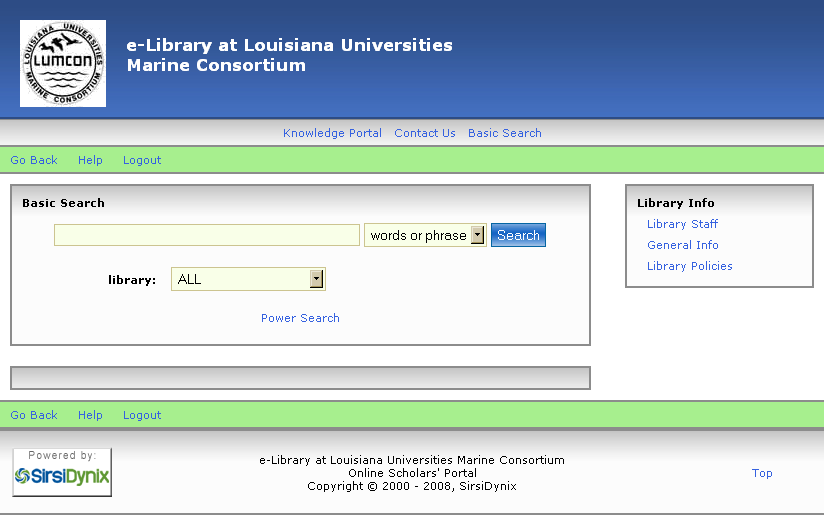 LOUISIANA UNIVERSITIES
LUMCON
MARINE CONSORTIUM
e-Library at Louisiana Universities
Marine Consortium
Knowledge Portal Contact Us Basic Search
Go Back Help Logout
Basic Search
words or phrase Search
library: ALL
Power Search
Library Info
Library Staff
General Info
Library Policies
Go Back Help Logout
Powered by:
SirsiDynix
e-Library at Louisiana Universities Marine Consortium
Online Scholars' Portal
Copyright © 2000 - 2008, SirsiDynix
Top